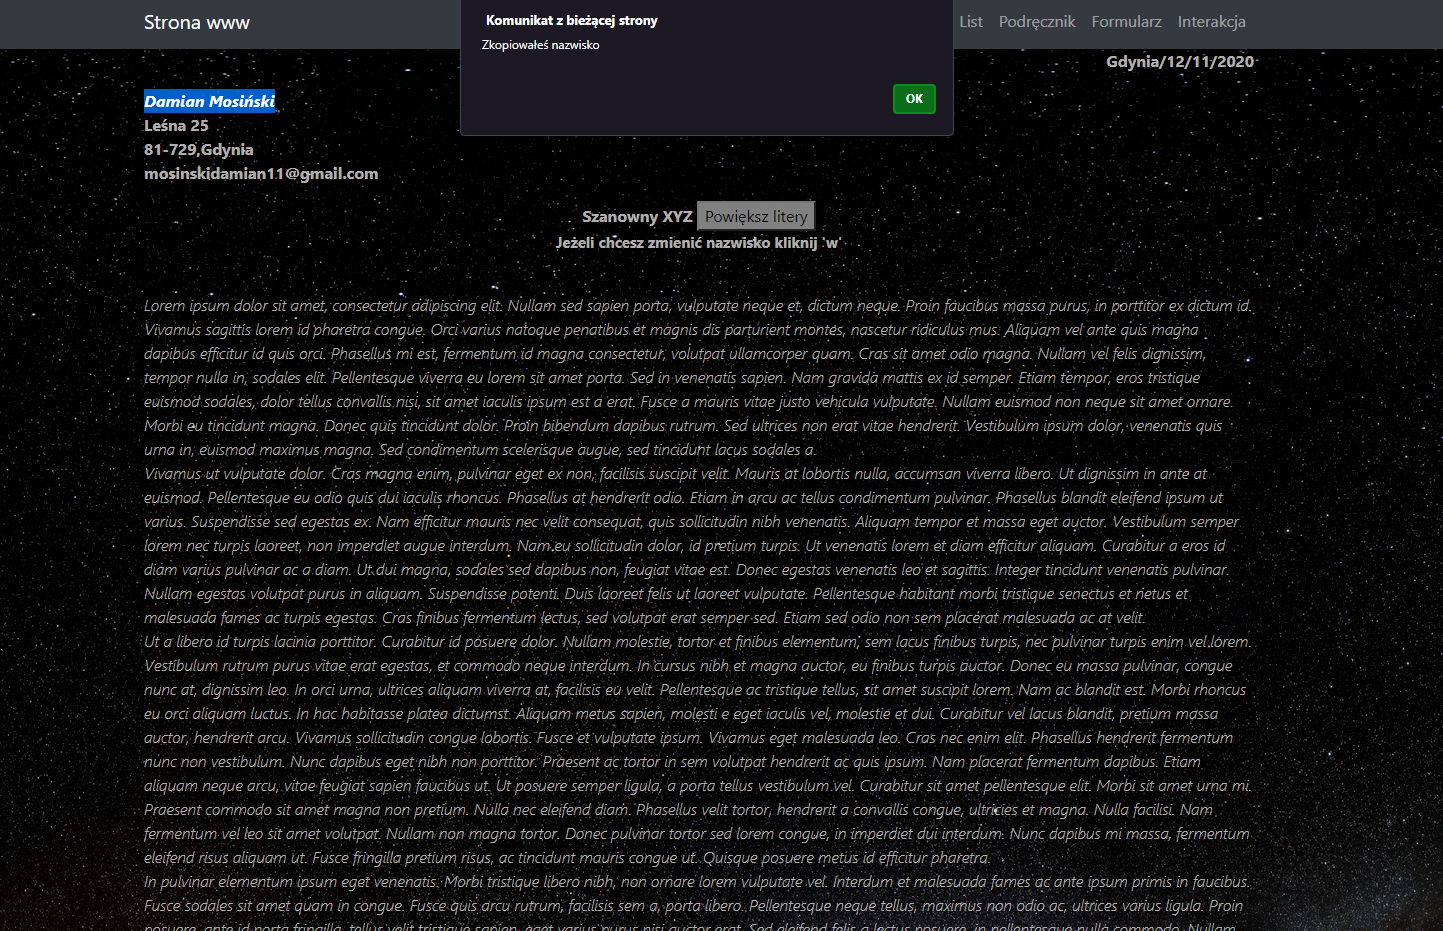 Strona www
Komunikat z bieżącej strony
Zkopiowałeś nazwisko
OK
List Podręcznik Formularz Interakcja
Gdynia/12/11/2020
Damian Mosiński
Leśna 25
81-729,Gdynia
mosinskidamian11@gmail.com
Szanowny XYZ Powiększ litery
Jeżeli chcesz zmienić nazwisko kliknij 'w'
Lorem ipsum dolor sit amet, consectetur adipiscing elit. Nullam sed sapien porta, vulputate neque et, dictum neque. Proin faucibus massa purus, in porttitor ex dictum id.
Vivamus sagittis lorem id pharetra congue. Orci varius natoque penatibus et magnis dis parturient montes, nascetur ridiculus mus. Aliquam vel ante quis magna
dapibus efficitur id quis orci. Phasellus mi est, fermentum id magna consectetur, volutpat ullamcorper quam. Cras sit amet odio magna. Nullam vel felis dignissim,
tempor nulla in, sodales elit. Pellentesque viverra eu lorem sit amet porta. Sed in venenatis sapien. Nam gravida mattis ex id semper. Etiam tempor, eros tristique
euismod sodales, dolor tellus convallis nisi, sit amet iaculis ipsum est a erat. Fusce a mauris vitae justo vehicula vulputate. Nullam euismod non neque sit amet ornare.
Morbi eu tincidunt magna. Donec quis tincidunt dolor. Proin bibendum dapibus rutrum. Sed ultrices non erat vitae hendrerit. Vestibulum ipsum dolor, venenatis quis
urna in, euismod maximus magna. Sed condimentum scelerisque augue, sed tincidunt lacus sodales a.
Vivamus ut vulputate dolor. Cras magna enim, pulvinar eget ex non, facilisis suscipit velit. Mauris at lobortis nulla, accumsan viverra libero. Ut dignissim in ante at
euismod. Pellentesque eu odio quis dui iaculis rhoncus. Phasellus at hendrerit odio. Etiam in arcu ac tellus condimentum pulvinar. Phasellus blandit eleifend ipsum ut
varius. Suspendisse sed egestas ex. Nam efficitur mauris nec velit consequat, quis sollicitudin nibh venenatis. Aliquam tempor et massa eget auctor. Vestibulum semper
lorem nec turpis laoreet, non imperdiet augue interdum. Nam eu sollicitudin dolor, id pretium turpis. Ut venenatis lorem et diam efficitur aliquam. Curabitur a eros id
diam varius pulvinar ac a diam. Ut dui magna, sodales sed dapibus non, feugiat vitae est. Donec egestas venenatis leo et sagittis. Integer tincidunt venenatis pulvinar.
Nullam egestas volutpat purus in aliquam. Suspendisse potenti. Duis laoreet felis ut laoreet vulputate. Pellentesque habitant morbi tristique senectus et netus et
malesuada fames ac turpis egestas. Cras finibus fermentum lectus, sed volutpat erat semper sed. Etiam sed odio non sem placerat malesuada ac at velit.
Ut a libero id turpis lacinia porttitor. Curabitur id posuere dolor. Nullam molestie, tortor et finibus elementum, sem lacus finibus turpis, nec pulvinar turpis enim vel lorem.
Vestibulum rutrum purus vitae erat egestas, et commodo neque interdum. In cursus nibh et magna auctor, eu finibus turpis auctor. Donec eu massa pulvinar, congue
nunc at, dignissim leo. In orci urna, ultrices aliquam viverra at, facilisis eu velit. Pellentesque ac tristique tellus, sit amet suscipit lorem. Nam ac blandit est. Morbi rhoncus
eu orci aliquam luctus. In hac habitasse platea dictumst. Aliquam metus sapien, molesti e eget iaculis vel, molestie et dui. Curabitur vel lacus blandit, pretium massa
auctor, hendrerit arcu. Vivamus sollicitudin congue lobortis. Fusce et vulputate ipsum. Vivamus eget malesuada leo. Cras nec enim elit. Phasellus hendrerit fermentum
nunc non vestibulum. Nunc dapibus eget nibh non porttitor. Praesent ac tortor in sem volutpat hendrerit ac quis ipsum. Nam placerat fermentum dapibus. Etiam
aliquam neque arcu, vitae feugiat sapien faucibus ut. Ut posuere semper ligula, a porta tellus vestibulum vel. Curabitur sit amet pellentesque elit. Morbi sit amet urna mi.
Praesent commodo sit amet magna non pretium. Nulla nec eleifend diam. Phasellus velit tortor, hendrerit a convallis congue, ultricies et magna. Nulla facilisi. Nam
fermentum vel leo sit amet volutpat. Nullam non magna tortor. Donec pulvinar tortor sed lorem congue, in imperdiet dui interdum. Nunc dapibus mi massa, fermentum
eleifend risus aliquam ut. Fusce fringilla pretium risus, ac tincidunt mauris congue ut. Quisque posuere metus id efficitur pharetra.
In pulvinar elementum ipsum eget venenatis. Morbi tristique libero nibh, non ornare lorem vulputate vel. Interdum et malesuada fames ac ante ipsum primis in faucibus.
Fusce sodales sit amet quam in congue. Fusce quis arcu rutrum, facilisis sem a, porta libero. Pellentesque neque tellus, maximus non odio ac, ultrices varius ligula. Proin
posuere, ante id porta fringilla, tellus velit tristique sapien, eget varius purus nisi auctor erat. Sed eleifend felis a lectus posuere, in pellentesque nulla commodo. Nullam